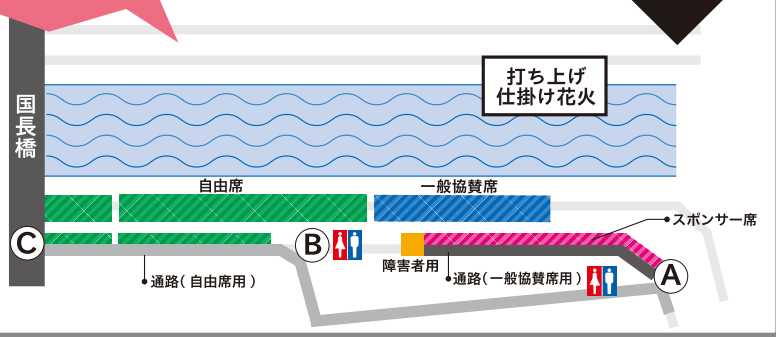 打ち上げ
仕掛け花火
国長橋
自由席
一般協賛席
スポンサー席
C
B
障害者用
A
通路(自由席用)
通路(一般協賛席用)